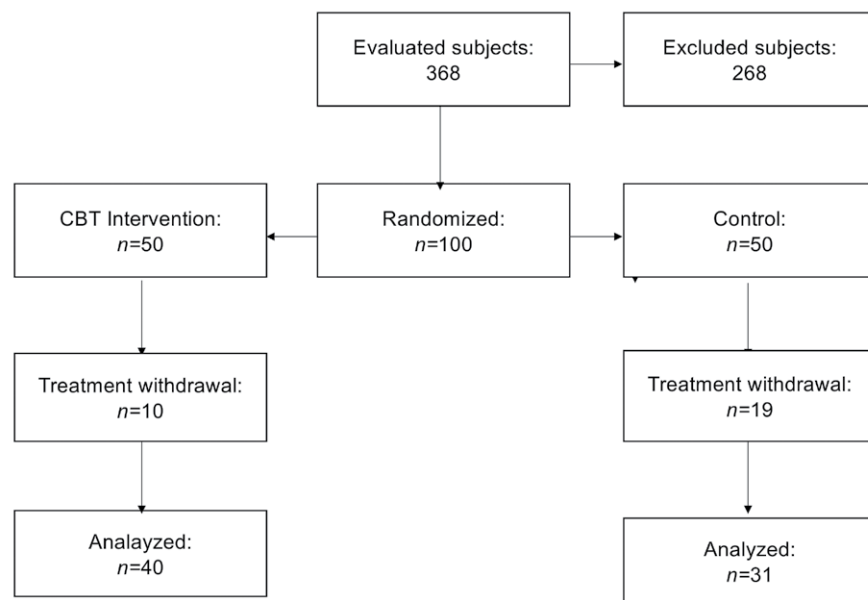 Evaluated subjects:
368
Excluded subjects:
268
CBT Intervention:
n=50
Randomized:
n=100
Control:
n=50
Treatment withdrawal:
n=10
Treatment withdrawal:
n=19
Analayzed:
n=40
Analyzed:
n=31